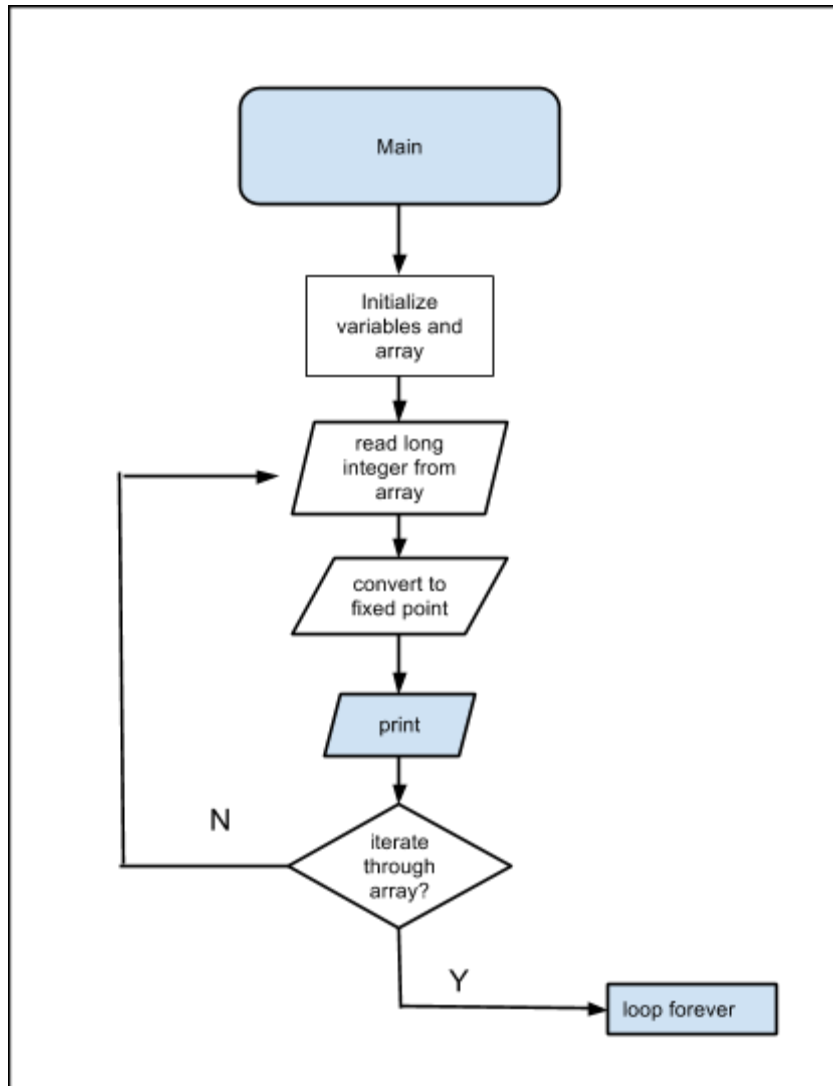 Main
Initialize
variables and
array
read long
integer from
array
convert to
fixed point
print
N
iterate
through
array?
Y
loop forever